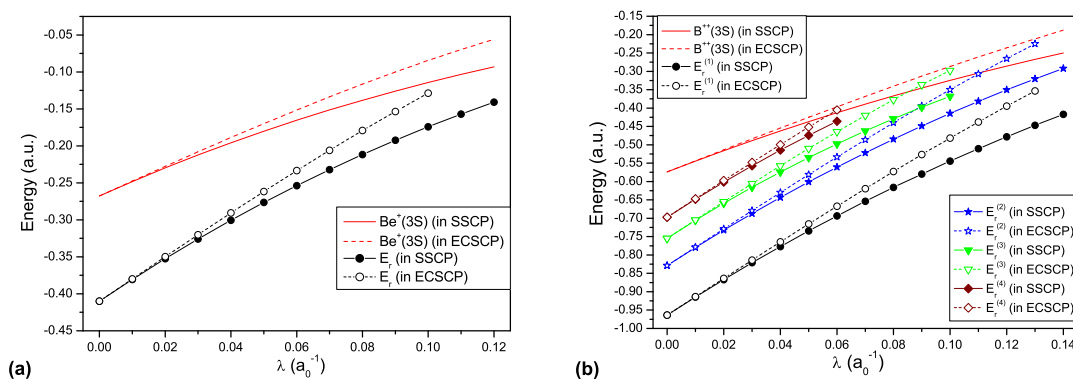 -0.05
-0.10
-0.15
-0.20
-0.25
-0.30
-0.35
-0.40
-0.45
Energy (a.u.)
Be⁺(3S) (in SSCP)
Be⁺(3S) (in ECSCP)
E_r (in SSCP)
E_r (in ECSCP)
0.00 0.02 0.04 0.06 0.08 0.10 0.12
λ (a₀⁻¹)
(a)
-0.15
-0.20
-0.25
-0.30
-0.35
-0.40
-0.45
-0.50
-0.55
-0.60
-0.65
-0.70
-0.75
-0.80
-0.85
-0.90
-0.95
-1.00
Energy (a.u.)
B⁺⁺(3S) (in SSCP)
B⁺⁺(3S) (in ECSCP)
E_r⁽¹⁾ (in SSCP)
E_r⁽¹⁾ (in ECSCP)
E_r⁽²⁾ (in SSCP)
E_r⁽²⁾ (in ECSCP)
E_r⁽³⁾ (in SSCP)
E_r⁽³⁾ (in ECSCP)
E_r⁽⁴⁾ (in SSCP)
E_r⁽⁴⁾ (in ECSCP)
0.00 0.02 0.04 0.06 0.08 0.10 0.12 0.14
λ (a₀⁻¹)
(b)